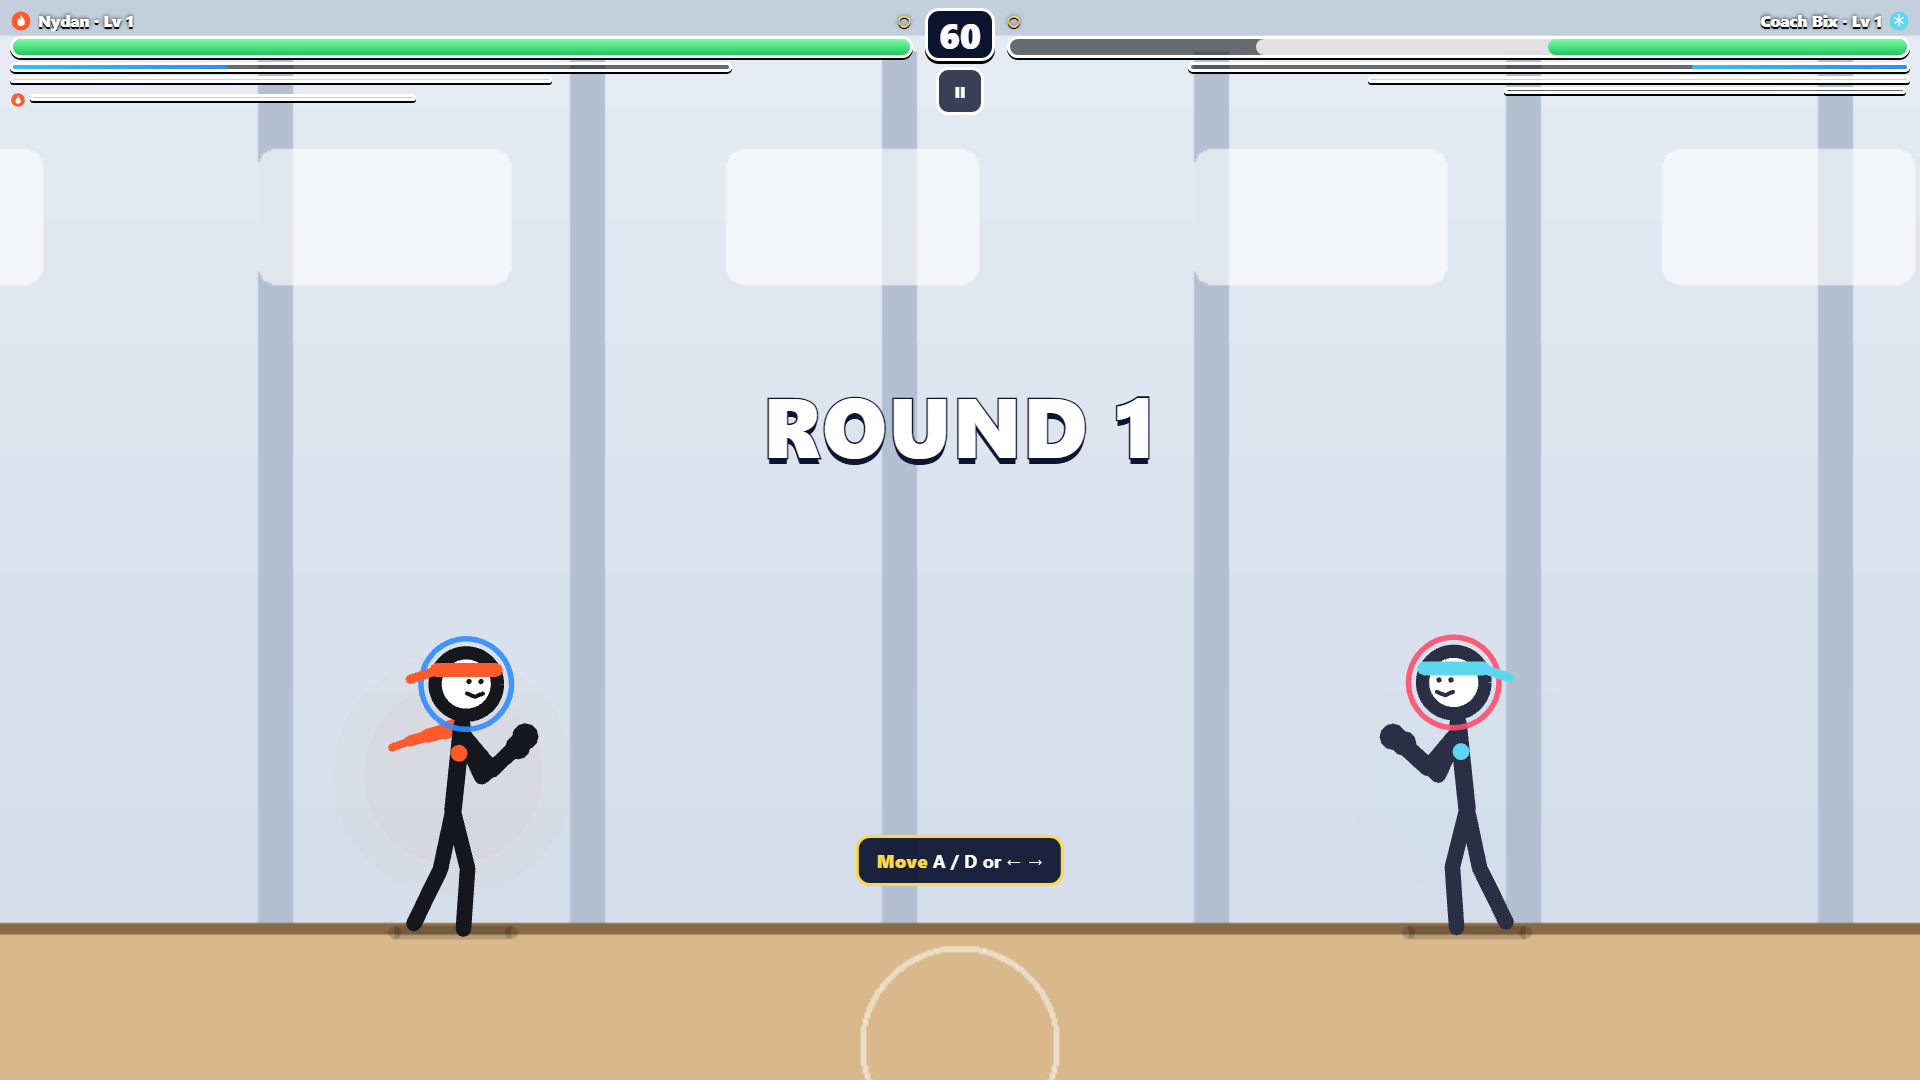 Nydan · Lv 1
60
Coach Bix · Lv 1
ROUND 1
Move A / D or ← →